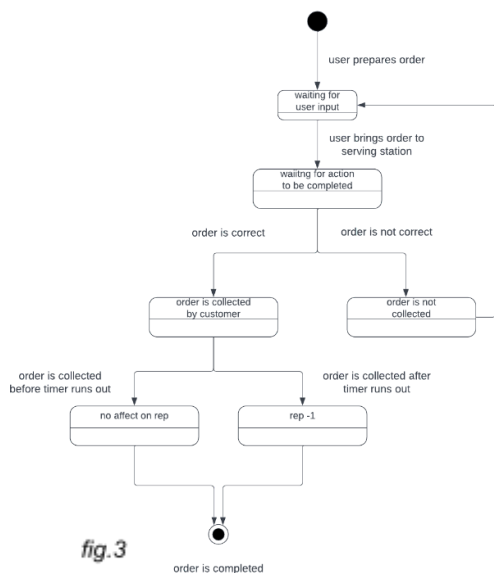 user prepares order
waiting for
user input
user brings order to
serving station
waiitng for action
to be completed
order is correct
order is not correct
order is collected
by customer
order is not
collected
order is collected
before timer runs out
order is collected after
timer runs out
no affect on rep
rep -1
fig.3
order is completed